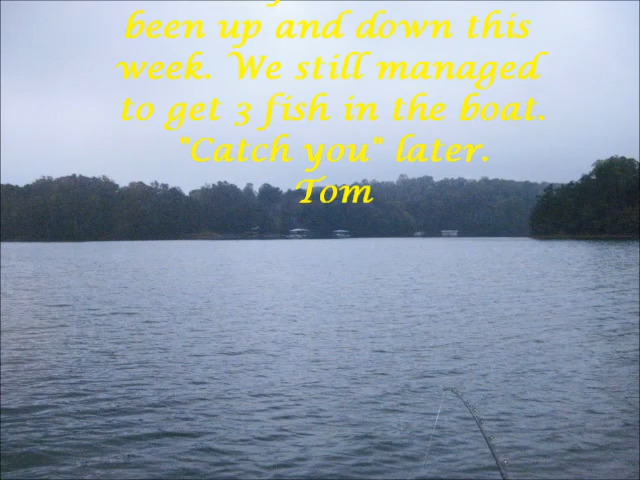 been up and down this
week. We still managed
to get 3 fish in the boat.
"Catch you" later.
Tom